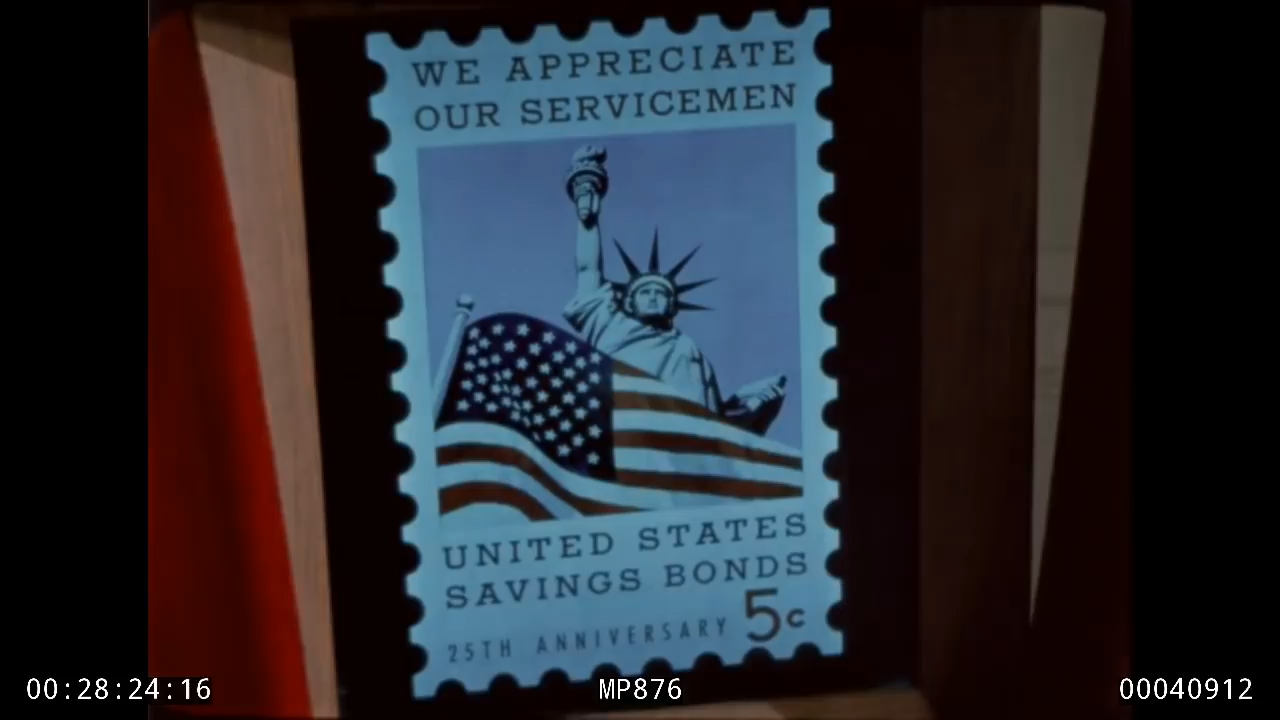 WE APPRECIATE
OUR SERVICEMEN
UNITED STATES
SAVINGS BONDS
25TH ANNIVERSARY 5c
00:28:24:16 MP876 00040912